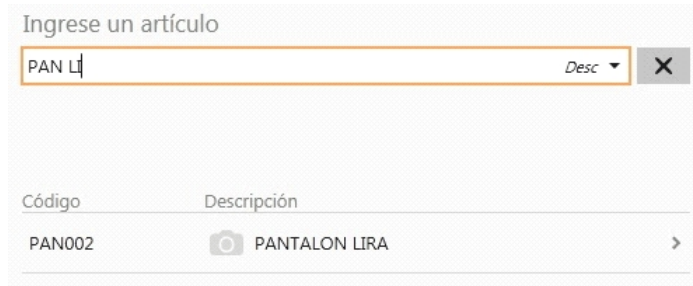 Ingrese un artículo
PAN LI Desc
Código Descripción
PAN002 PANTALON LIRA